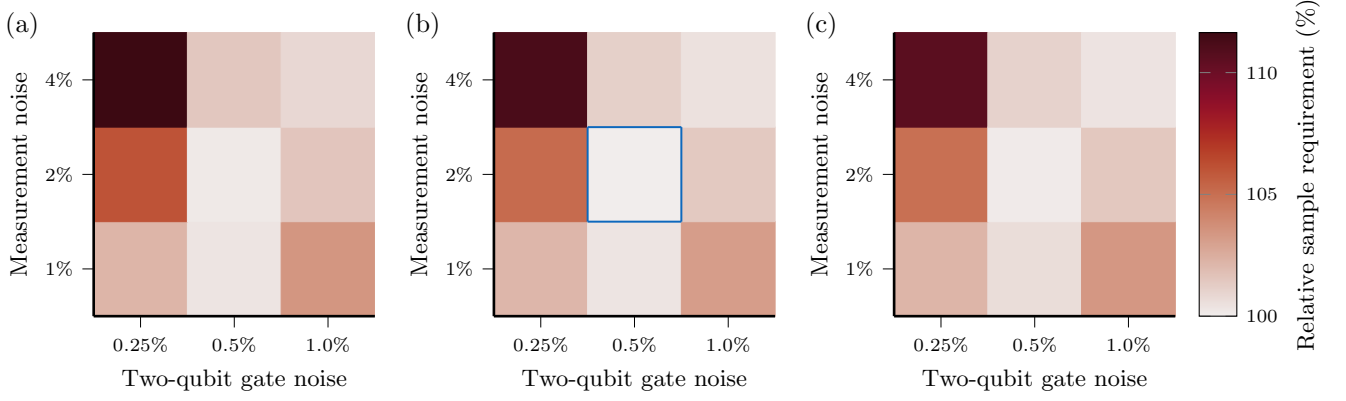 (a)
Measurement noise
4%
2%
1%
0.25% 0.5% 1.0%
Two-qubit gate noise
(b)
Measurement noise
4%
2%
1%
0.25% 0.5% 1.0%
Two-qubit gate noise
(c)
Measurement noise
4%
2%
1%
0.25% 0.5% 1.0%
Two-qubit gate noise
110
105
100
Relative sample requirement (%)